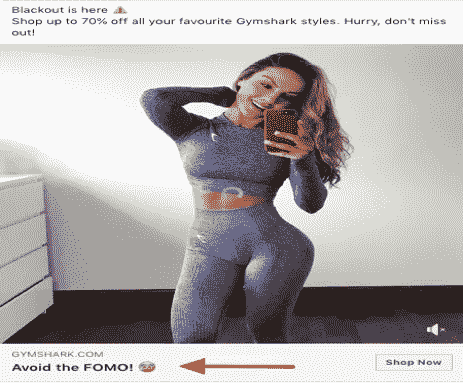 Blackout is here ⚠️
Shop up to 70% off all your favourite Gymshark styles. Hurry, don't miss
out!
GYMSHARK.COM
Avoid the FOMO!
Shop Now